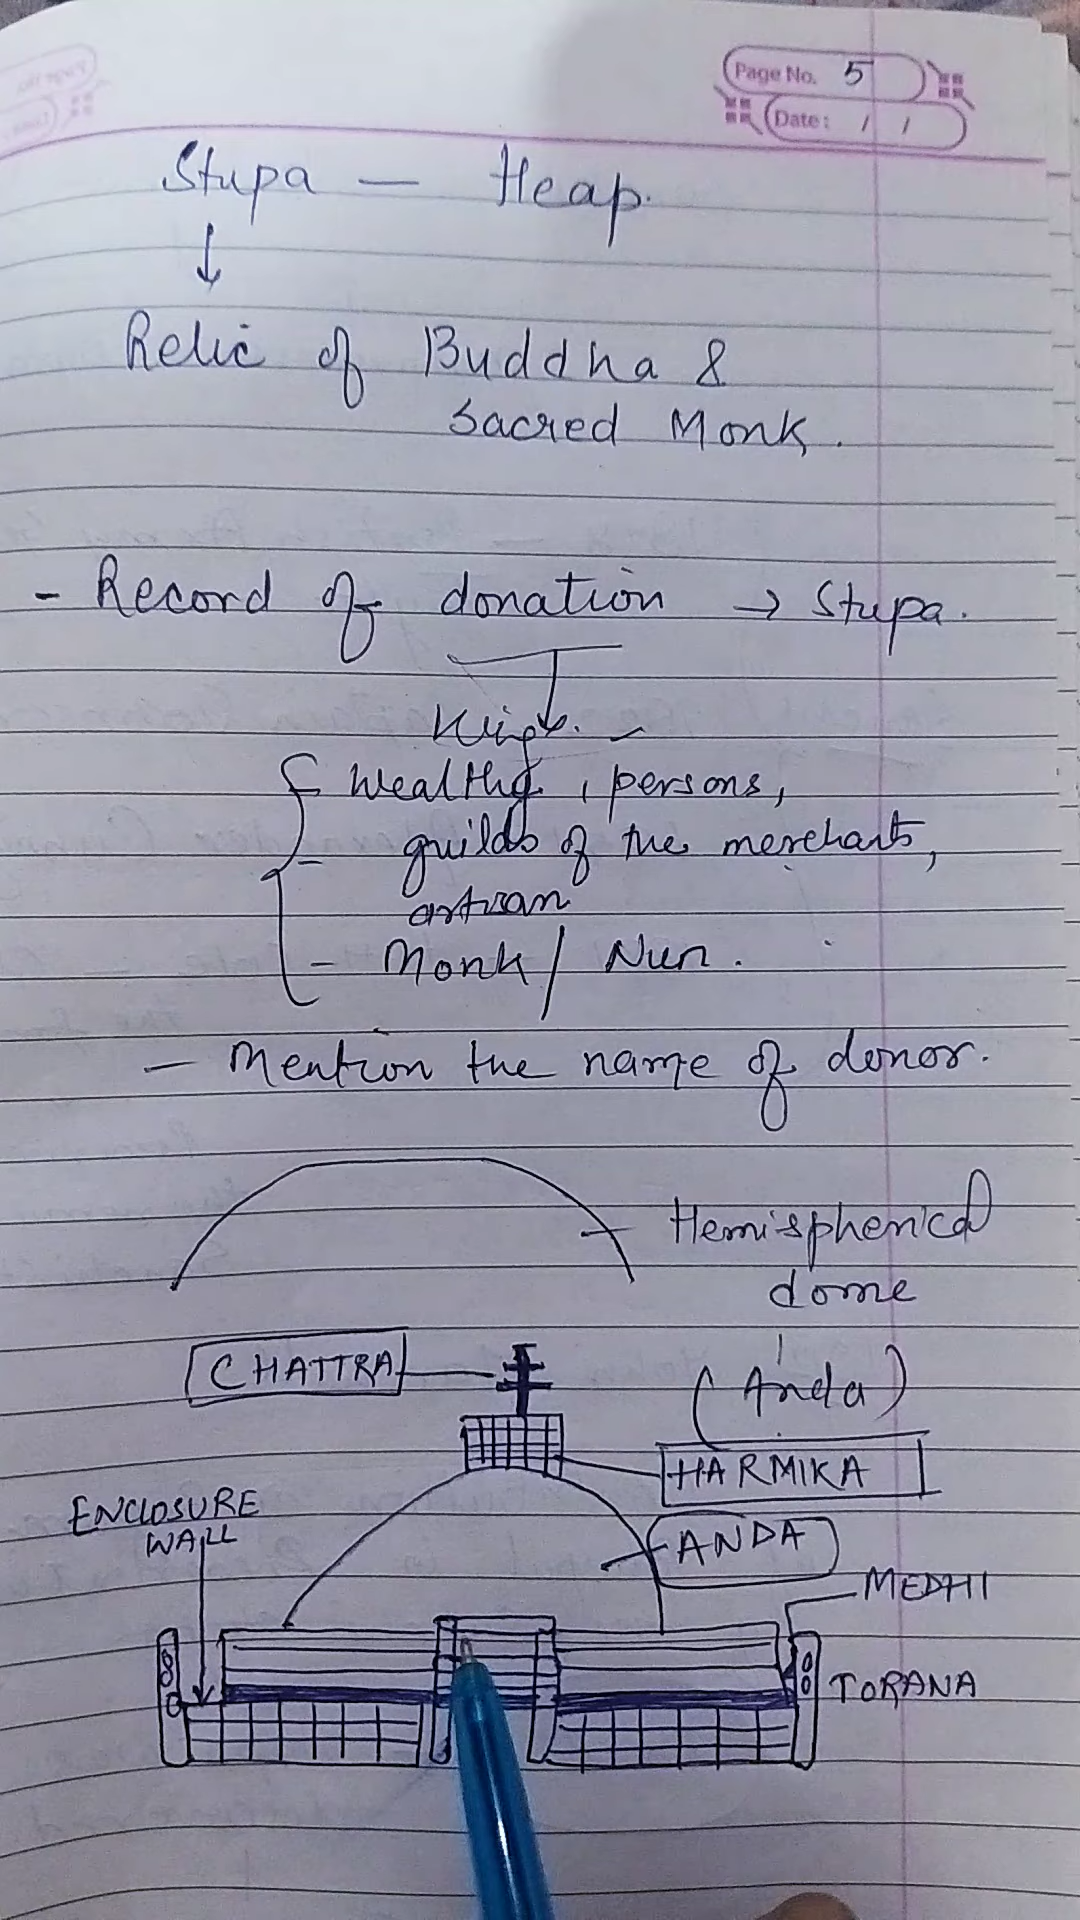 Page No. 5
Date: / /
Stupa — Heap.
↓
Relic of Buddha &
Sacred Monk.
- Record of donation → Stupa.
Wealthy, persons,
- guilds of the merchants,
artisan
- Monk / Nun.
- Mention the name of donor.
Hemispherical
dome
(Anda)
CHATTRA
HARMIKA
ENCLOSURE
WALL
ANDA
MEDHI
TORANA